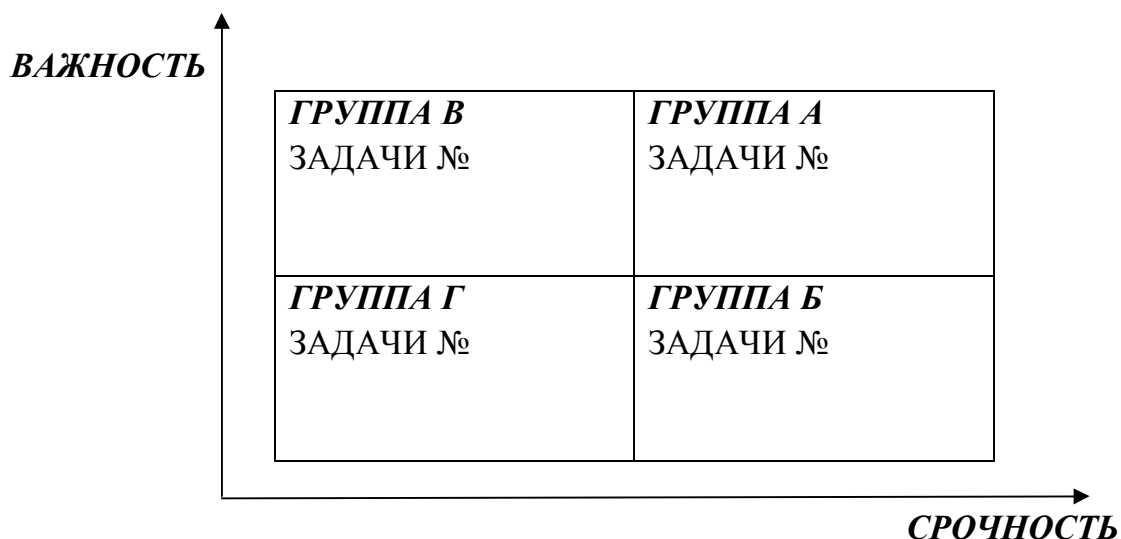 ВАЖНОСТЬ
ГРУППА В
ЗАДАЧИ №
ГРУППА А
ЗАДАЧИ №
ГРУППА Г
ЗАДАЧИ №
ГРУППА Б
ЗАДАЧИ №
СРОЧНОСТЬ